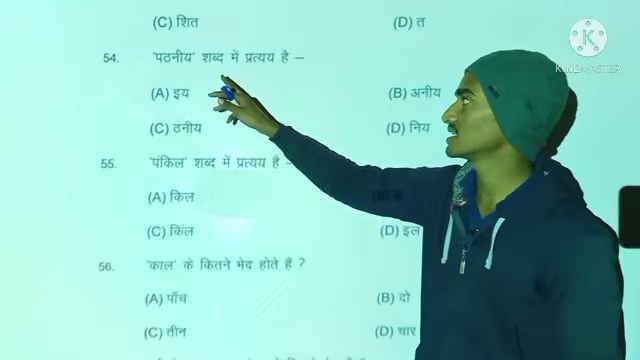 (C) शित (D) त
54. 'पठनीय' शब्द में प्रत्यय है –
(A) इय (B) अनीय
(C) ठनीय (D) निय
55. 'पंकिल' शब्द में प्रत्यय है -
(A) किल
(C) किंल (D) इल
56. 'काल' के कितने भेद होते हैं ?
(A) पाँच (B) दो
(C) तीन (D) चार
K
KINEMASTER